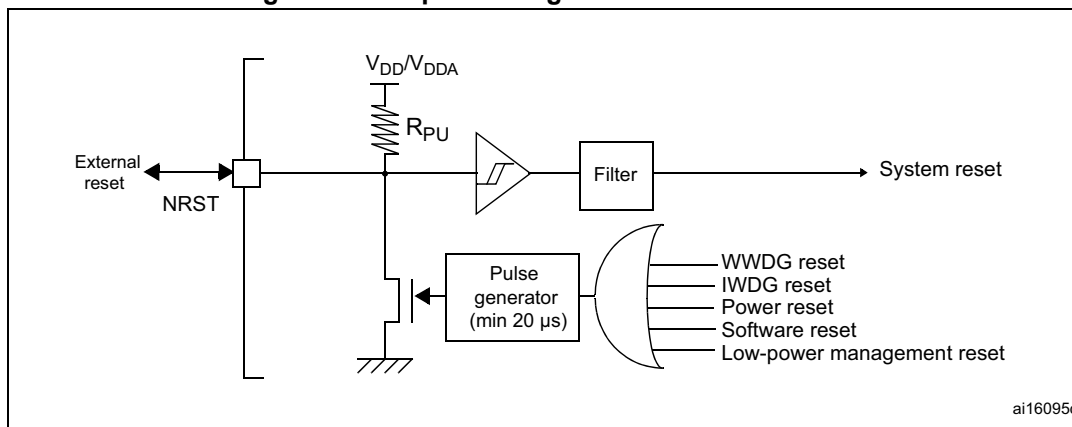 VDD/VDDA
RPU
External
reset
NRST
Filter
System reset
Pulse
generator
(min 20 µs)
WWDG reset
IWDG reset
Power reset
Software reset
Low-power management reset